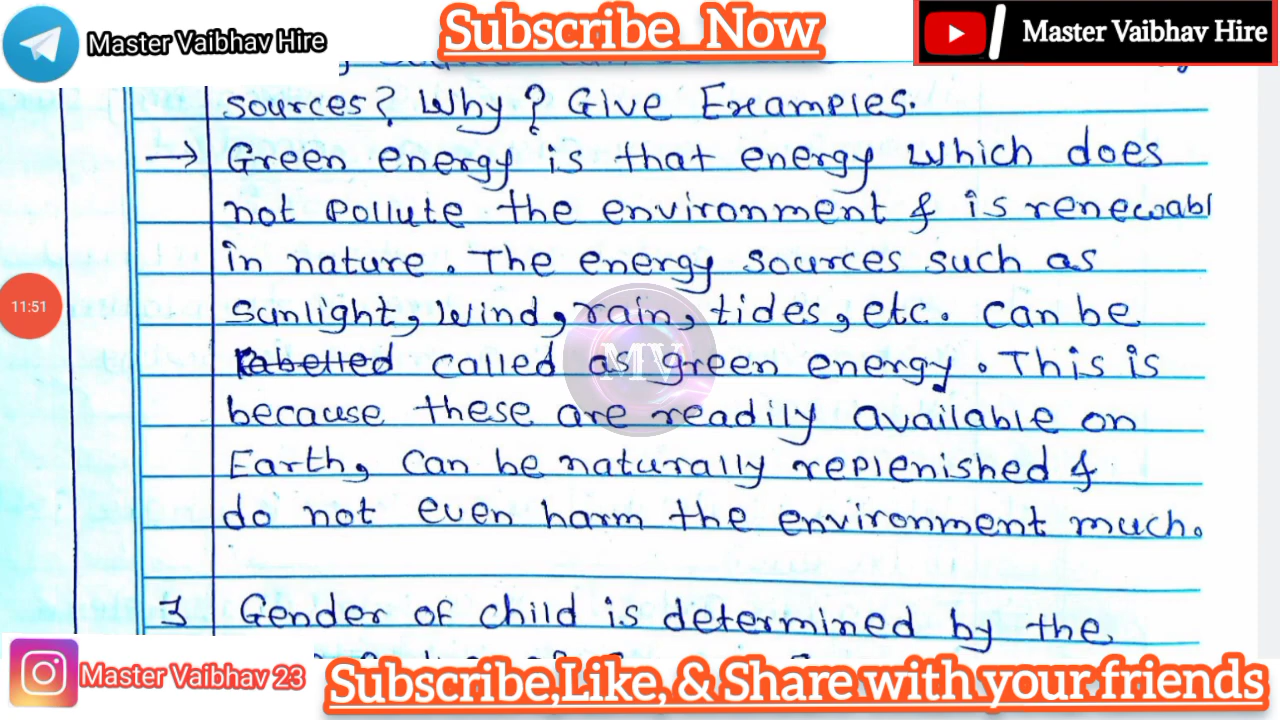 Master Vaibhav Hire
Subscribe Now
Master Vaibhav Hire
sources? Why? Give Examples.
→ Green energy is that energy which does
not pollute the environment & is renewabl
in nature. The energy sources such as
sunlight, wind, rain, tides, etc. can be
labelled called as green energy. This is
because these are readily available on
Earth, can be naturally replenished &
do not even harm the environment much.
11:51
MV
Gender of child is determined by the
Master Vaibhav 23
Subscribe,Like, & Share with your friends